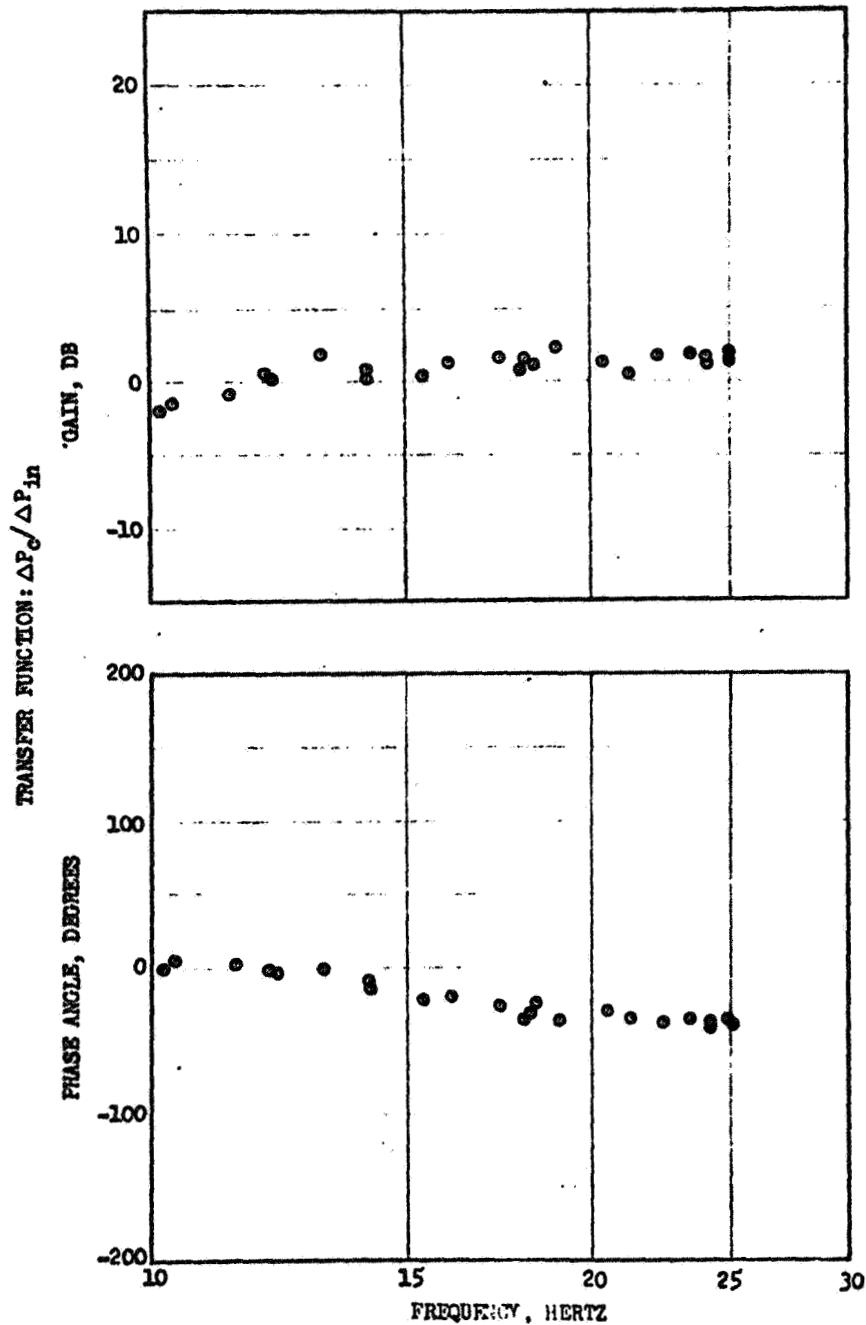 TRANSFER FUNCTION: ΔPc/ΔPin
GAIN, DB
20
10
0
-10
PHASE ANGLE, DEGREES
200
100
0
-100
-200
10 15 20 25 30
FREQUENCY, HERTZ